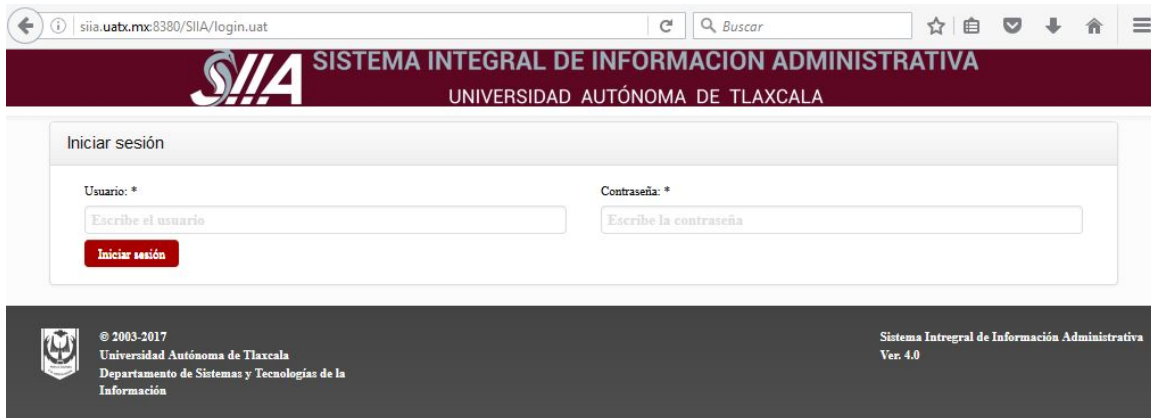 siia.uatx.mx:8380/SIIA/login.uat
Buscar
SIIA
SISTEMA INTEGRAL DE INFORMACION ADMINISTRATIVA
UNIVERSIDAD AUTÓNOMA DE TLAXCALA
Iniciar sesión
Usuario: *
Contraseña: *
Escribe el usuario
Escribe la contraseña
Iniciar sesión
© 2003-2017
Universidad Autónoma de Tlaxcala
Departamento de Sistemas y Tecnologías de la
Información
Sistema Intregral de Información Administrativa
Ver. 4.0